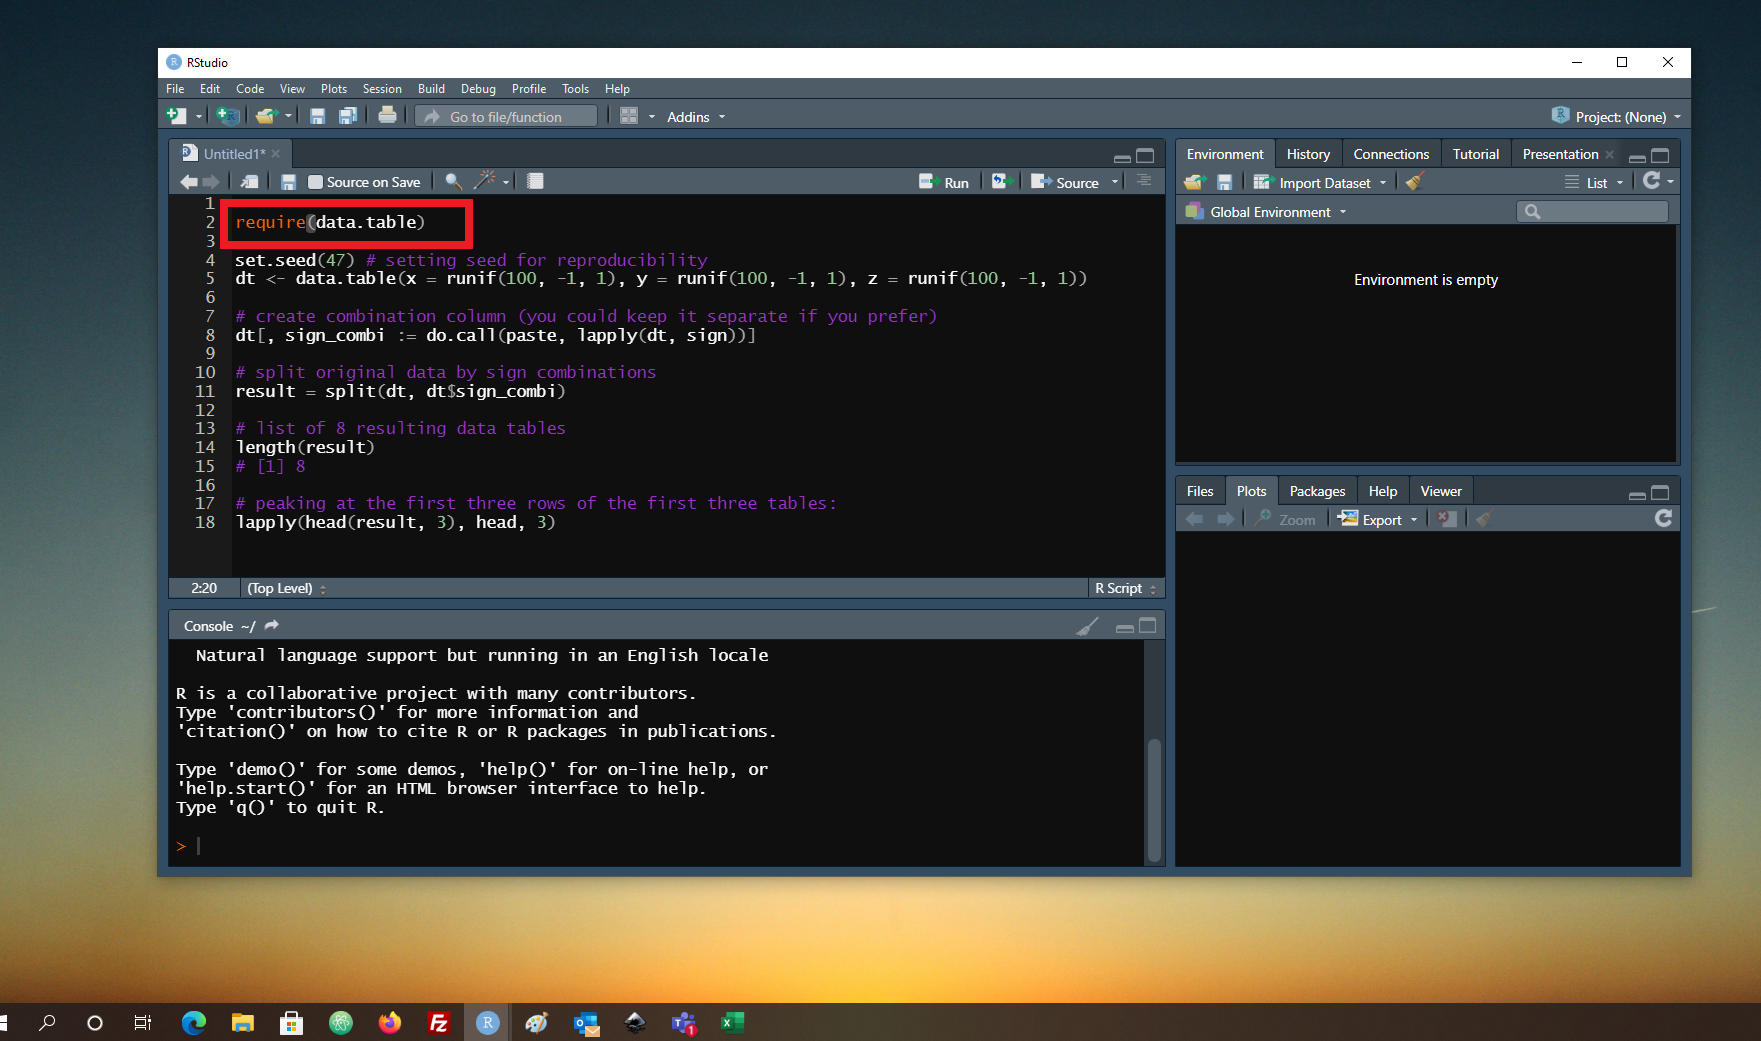 RStudio
File Edit Code View Plots Session Build Debug Profile Tools Help
Go to file/function Addins Project: (None)
Untitled1*
Source on Save Run Source
1
2 require(data.table)
3
4 set.seed(47) # setting seed for reproducibility
5 dt <- data.table(x = runif(100, -1, 1), y = runif(100, -1, 1), z = runif(100, -1, 1))
6
7 # create combination column (you could keep it separate if you prefer)
8 dt[, sign_combi := do.call(paste, lapply(dt, sign))]
9
10 # split original data by sign combinations
11 result = split(dt, dt$sign_combi)
12
13 # list of 8 resulting data tables
14 length(result)
15 # [1] 8
16
17 # peaking at the first three rows of the first three tables:
18 lapply(head(result, 3), head, 3)
2:20 (Top Level) R Script
Console ~/
Natural language support but running in an English locale
R is a collaborative project with many contributors.
Type 'contributors()' for more information and
'citation()' on how to cite R or R packages in publications.
Type 'demo()' for some demos, 'help()' for on-line help, or
'help.start()' for an HTML browser interface to help.
Type 'q()' to quit R.
>
Environment History Connections Tutorial Presentation
Import Dataset List
Global Environment
Environment is empty
Files Plots Packages Help Viewer
Zoom Export